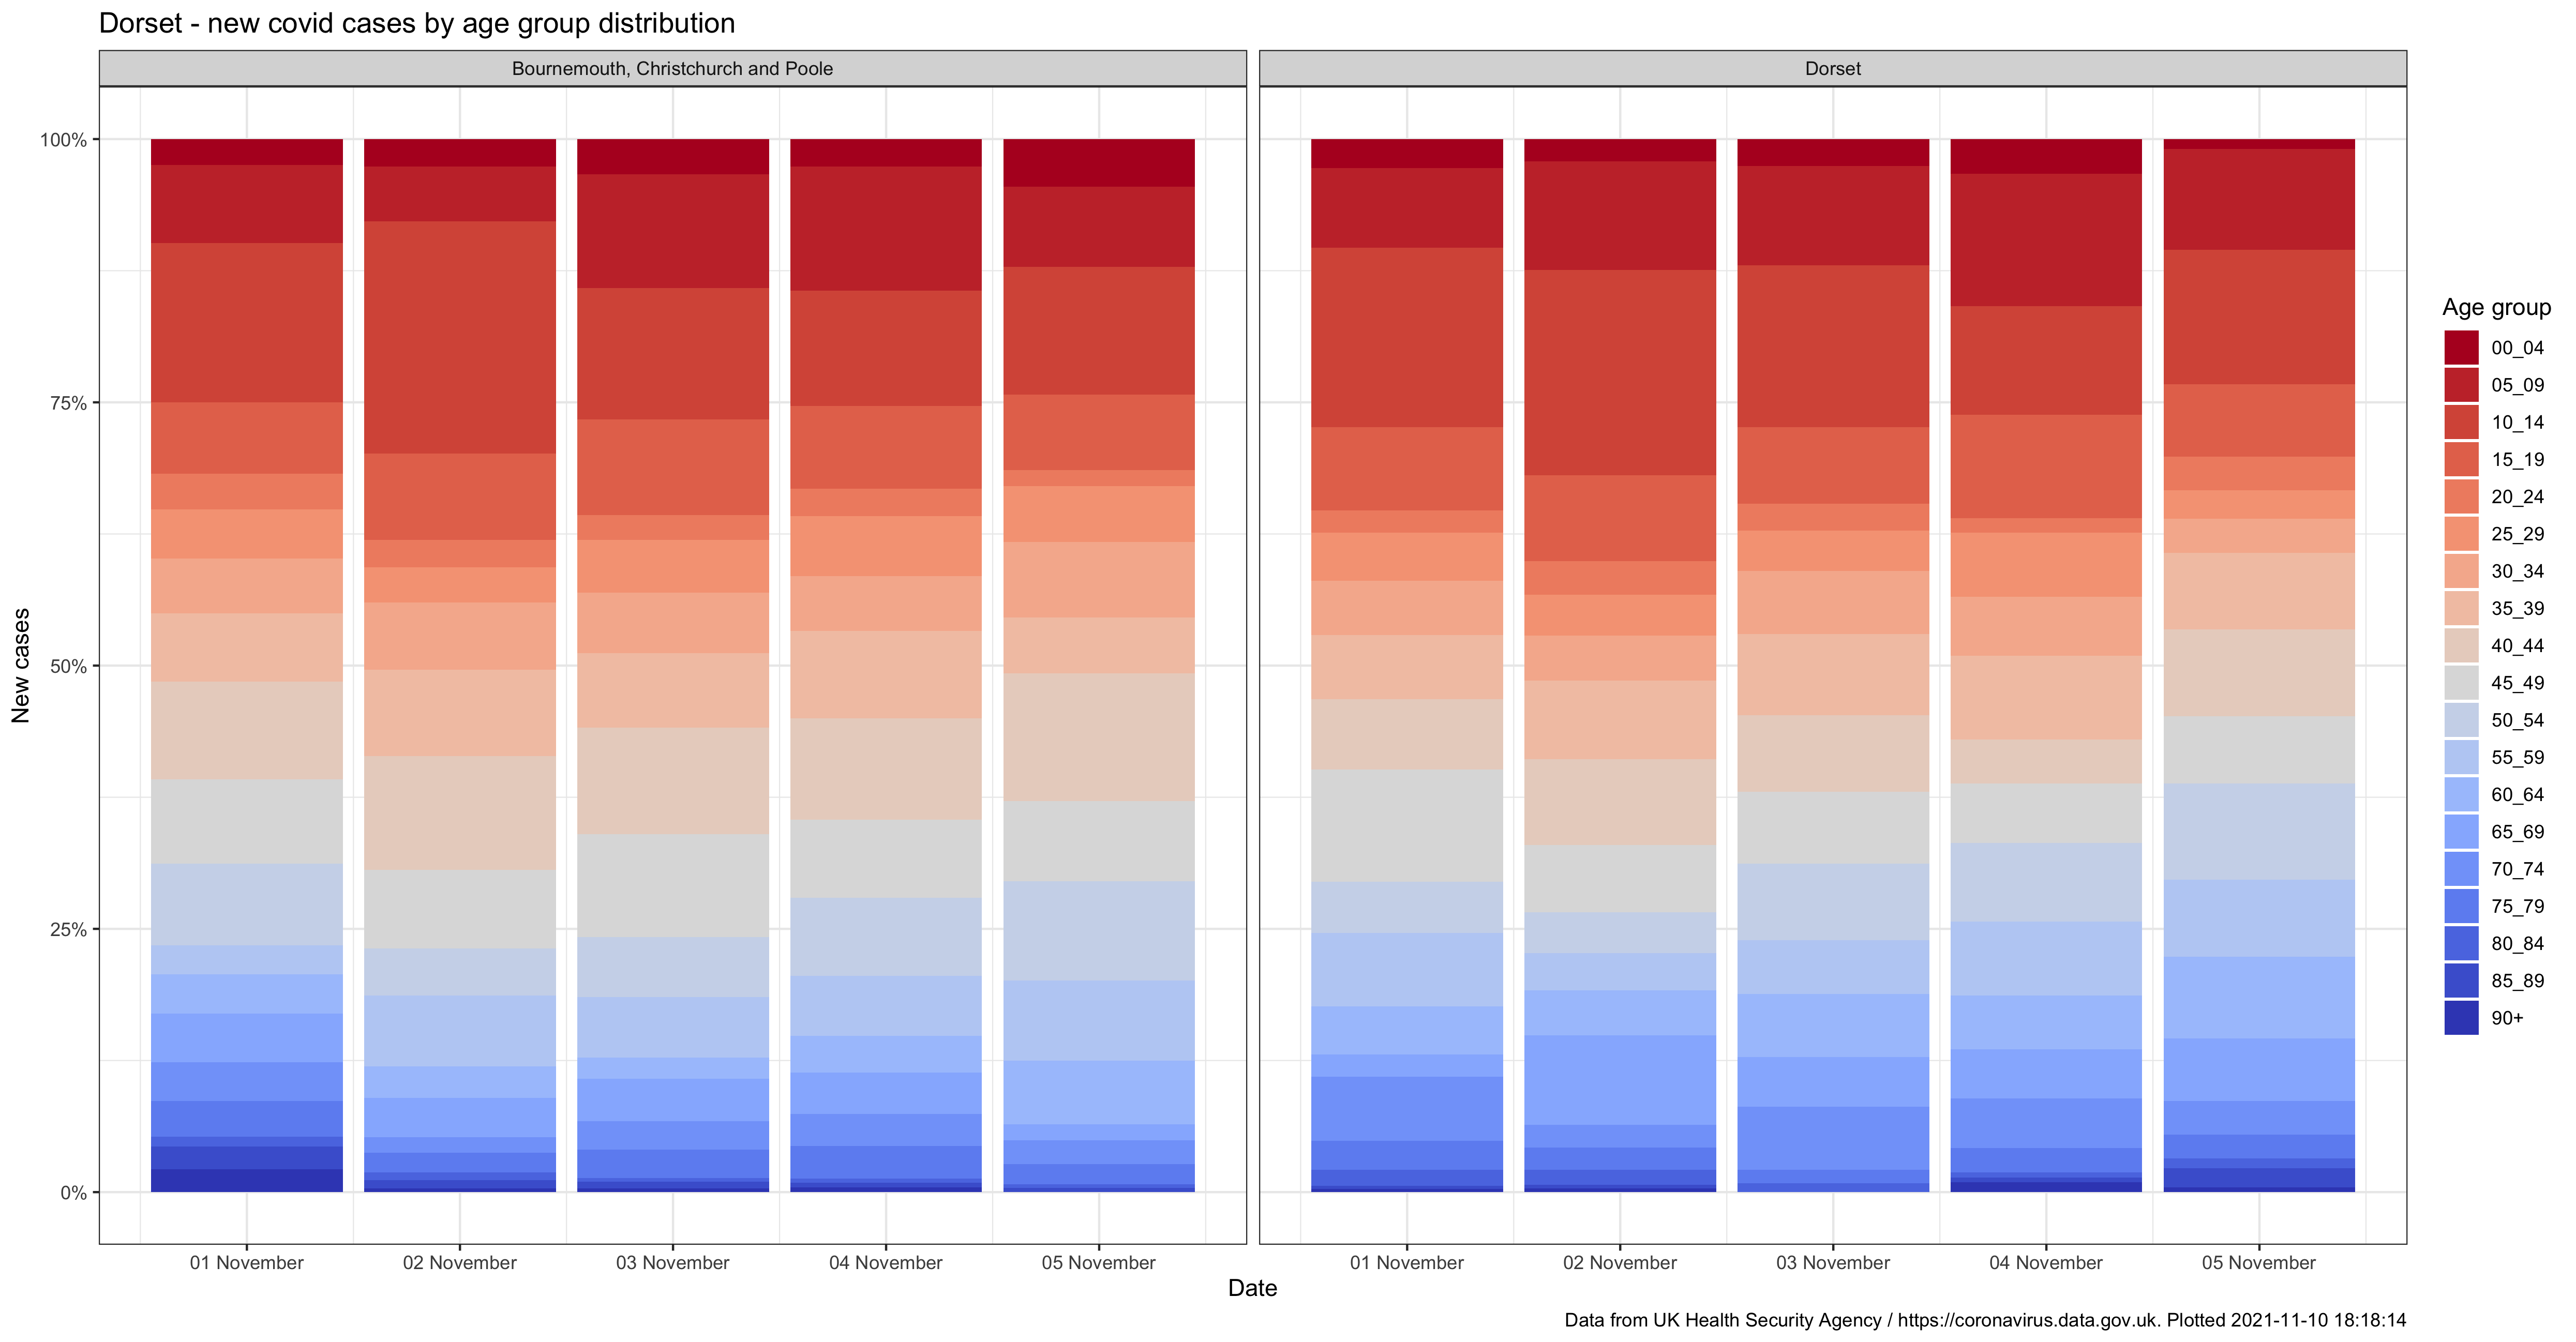 Dorset - new covid cases by age group distribution
Bournemouth, Christchurch and Poole
Dorset
100%
75%
50%
25%
0%
New cases
01 November
02 November
03 November
04 November
05 November
01 November
02 November
03 November
04 November
05 November
Date
Age group
00_04
05_09
10_14
15_19
20_24
25_29
30_34
35_39
40_44
45_49
50_54
55_59
60_64
65_69
70_74
75_79
80_84
85_89
90+
Data from UK Health Security Agency / https://coronavirus.data.gov.uk. Plotted 2021-11-10 18:18:14